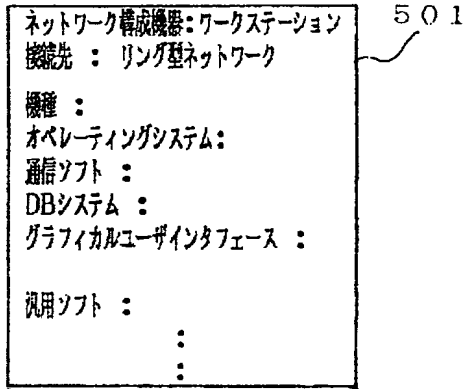 ネットワーク構成機器:ワークステーション
接続先 : リング型ネットワーク
機種 :
オペレーティングシステム:
通信ソフト :
DBシステム :
グラフィカルユーザインタフェース :
汎用ソフト :
:
:
501